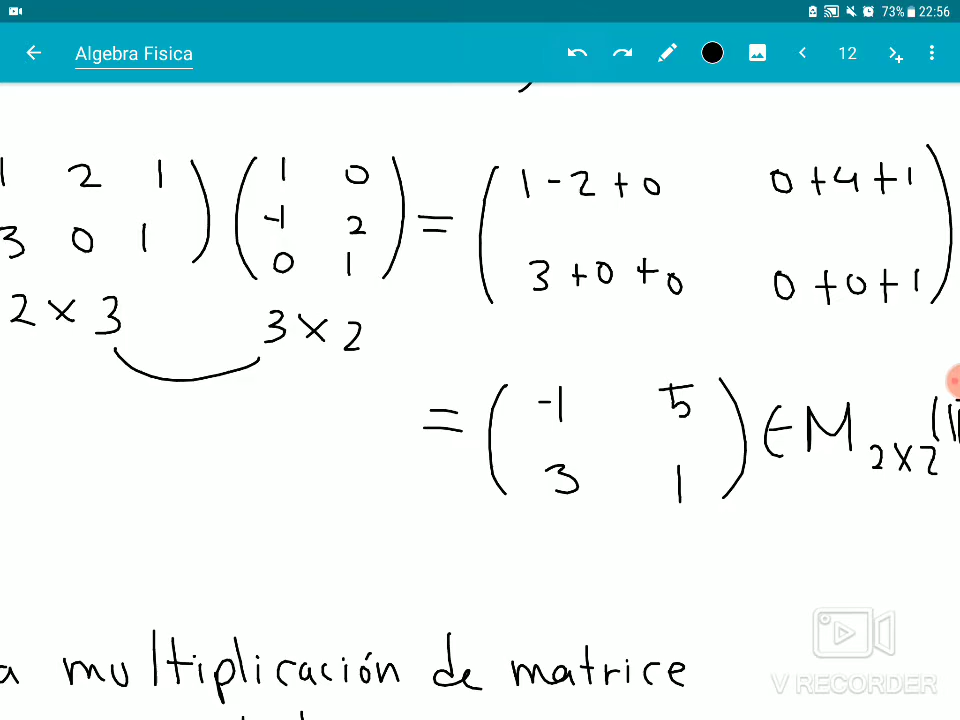 73% 22:56
Algebra Fisica
12
1 2 1 1 0 1-2+0 0+4+1
3 0 1 -1 2 =
0 1 3+0+0 0+0+1
2 × 3 3 × 2
= -1 5 ∈ M 2×2
3 1
a multiplicación de matrice
V RECORDER